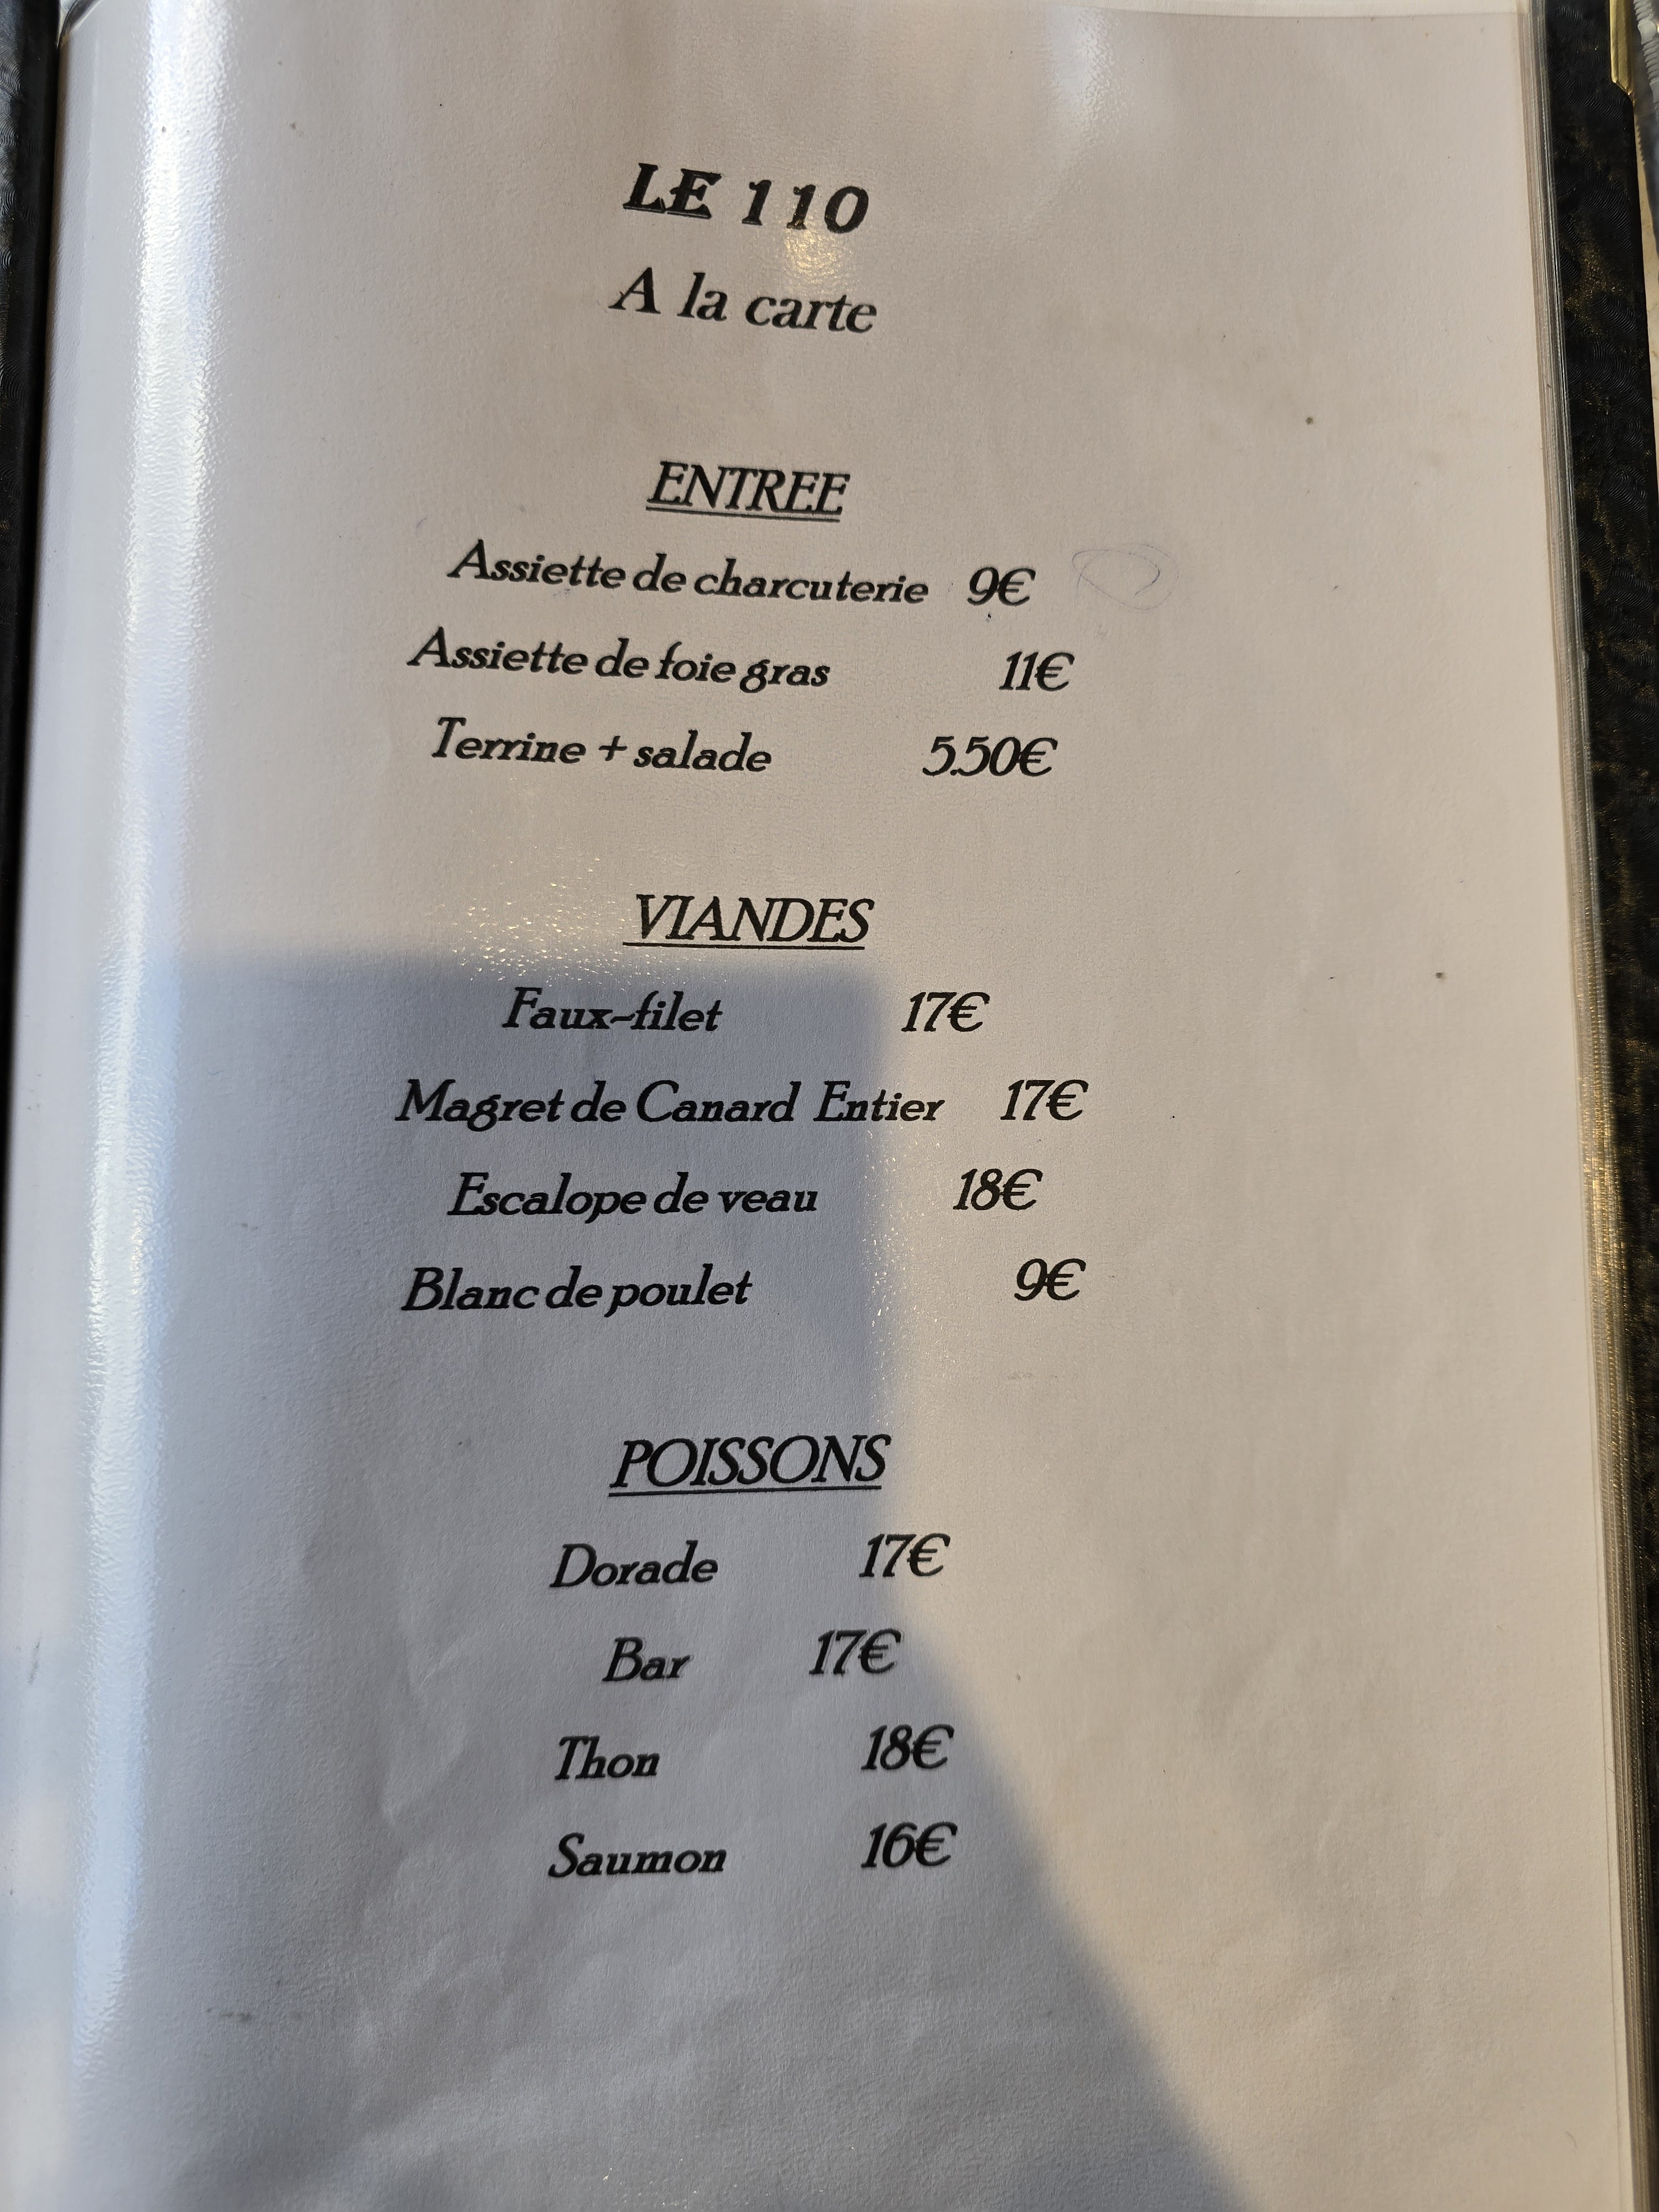 LE 110
A la carte
ENTREE
Assiette de charcuterie 9€
Assiette de foie gras 11€
Terrine + salade 5.50€
VIANDES
Faux-filet 17€
Magret de Canard Entier 17€
Escalope de veau 18€
Blanc de poulet 9€
POISSONS
Dorade 17€
Bar 17€
Thon 18€
Saumon 16€